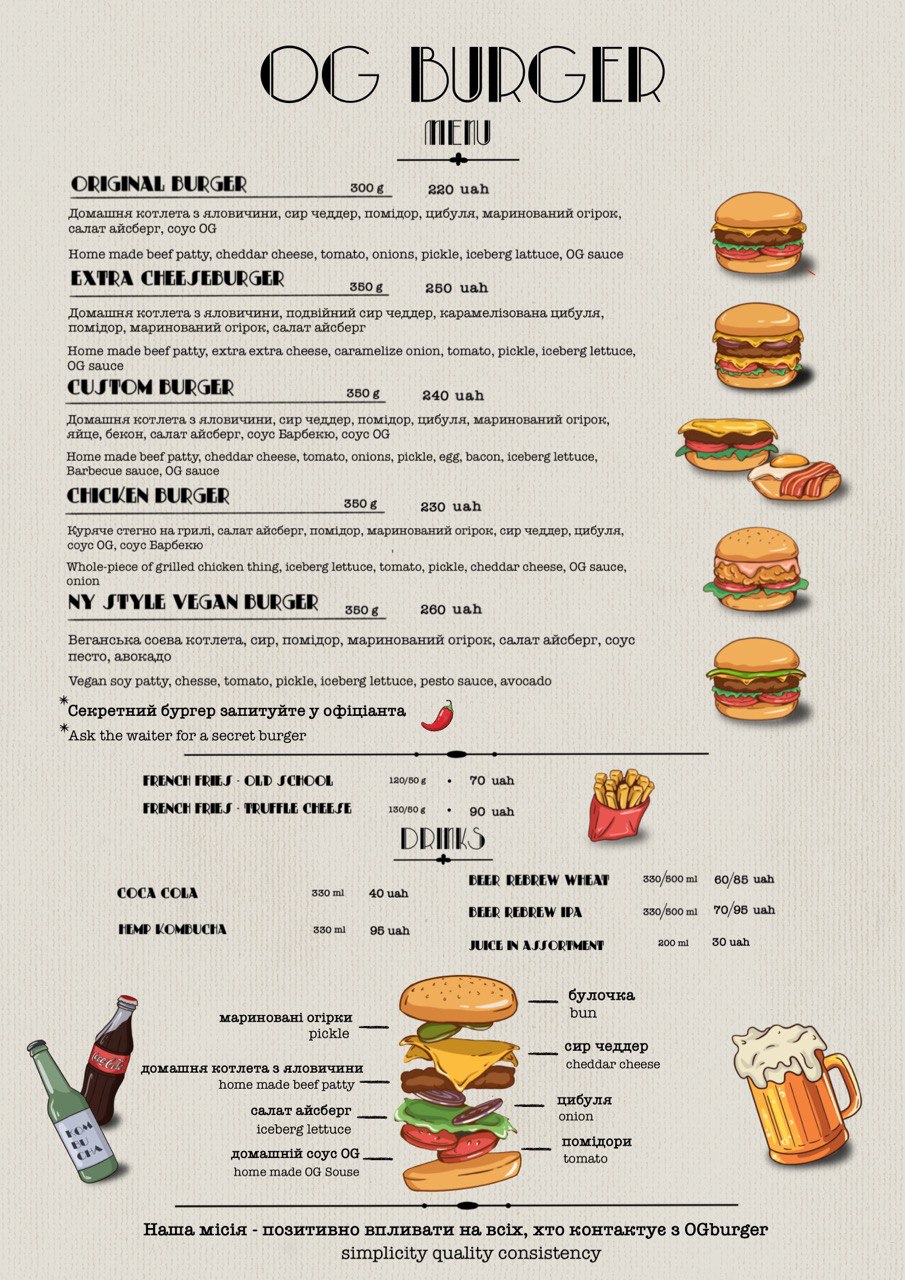 OG BURGER
MENU
ORIGINAL BURGER 300 g 220 uah
Домашня котлета з яловичини, сир чеддер, помідор, цибуля, маринований огірок,
салат айсберг, соус OG
Home made beef patty, cheddar cheese, tomato, onions, pickle, iceberg lattuce, OG sauce
EXTRA CHEESEBURGER 350 g 250 uah
Домашня котлета з яловичини, подвійний сир чеддер, карамелізована цибуля,
помідор, маринований огірок, салат айсберг
Home made beef patty, extra extra cheese, caramelize onion, tomato, pickle, iceberg lettuce,
OG sauce
CUSTOM BURGER 350 g 240 uah
Домашня котлета з яловичини, сир чеддер, помідор, цибуля, маринований огірок,
яйце, бекон, салат айсберг, соус Барбекю, соус OG
Home made beef patty, cheddar cheese, tomato, onions, pickle, egg, bacon, iceberg lettuce,
Barbecue sauce, OG sauce
CHICKEN BURGER 350 g 230 uah
Куряче стегно на грилі, салат айсберг, помідор, маринований огірок, сир чеддер, цибуля,
соус OG, соус Барбекю
Whole-piece of grilled chicken thing, iceberg lettuce, tomato, pickle, cheddar cheese, OG sauce,
onion
NY STYLE VEGAN BURGER 350 g 260 uah
Веганська соєва котлета, сир, помідор, маринований огірок, салат айсберг, соус
песто, авокадо
Vegan soy patty, chesse, tomato, pickle, iceberg lettuce, pesto sauce, avocado
*Секретний бургер запитуйте у офіціанта
*Ask the waiter for a secret burger
FRENCH FRIES · OLD SCHOOL 120/50 g • 70 uah
FRENCH FRIES · TRUFFLE CHEESE 130/50 g • 90 uah
DRINKS
COCA COLA 330 ml 40 uah
HEMP KOMBUCHA 330 ml 95 uah
BEER REBREW WHEAT 330/500 ml 60/85 uah
BEER REBREW IPA 330/500 ml 70/95 uah
JUICE IN ASSORTMENT 200 ml 30 uah
мариновані огірки
pickle
домашня котлета з яловичини
home made beef patty
салат айсберг
iceberg lettuce
домашній соус OG
home made OG Souse
булочка
bun
сир чеддер
cheddar cheese
цибуля
onion
помідори
tomato
KOM
BU
CHA
Наша місія - позитивно впливати на всіх, хто контактує з OGburger
simplicity quality consistency